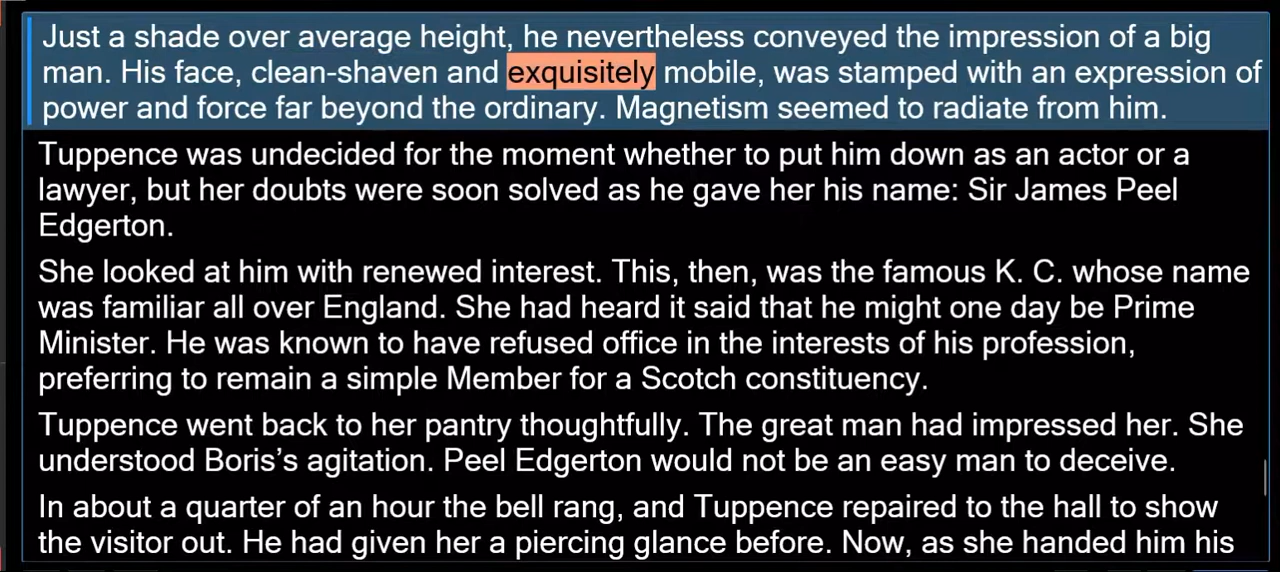 Just a shade over average height, he nevertheless conveyed the impression of a big
man. His face, clean-shaven and exquisitely mobile, was stamped with an expression of
power and force far beyond the ordinary. Magnetism seemed to radiate from him.
Tuppence was undecided for the moment whether to put him down as an actor or a
lawyer, but her doubts were soon solved as he gave her his name: Sir James Peel
Edgerton.
She looked at him with renewed interest. This, then, was the famous K. C. whose name
was familiar all over England. She had heard it said that he might one day be Prime
Minister. He was known to have refused office in the interests of his profession,
preferring to remain a simple Member for a Scotch constituency.
Tuppence went back to her pantry thoughtfully. The great man had impressed her. She
understood Boris’s agitation. Peel Edgerton would not be an easy man to deceive.
In about a quarter of an hour the bell rang, and Tuppence repaired to the hall to show
the visitor out. He had given her a piercing glance before. Now, as she handed him his